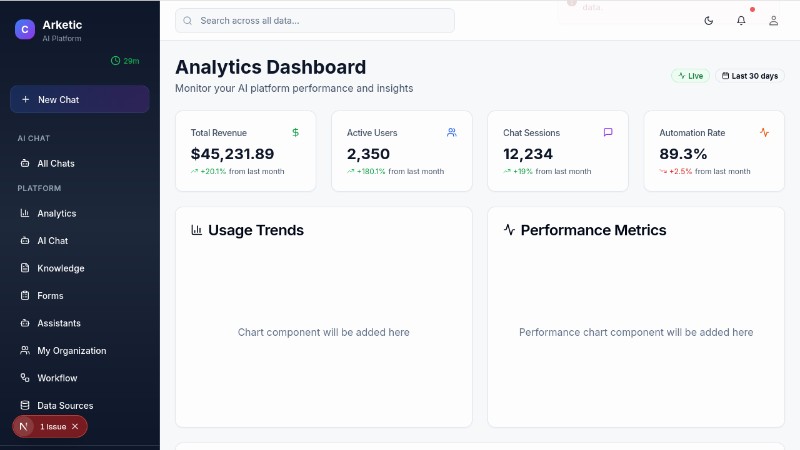 C
Arketic
AI Platform
29m
New Chat
AI CHAT
All Chats
PLATFORM
Analytics
AI Chat
Knowledge
Forms
Assistants
My Organization
Workflow
Data Sources
N
1 Issue
Search across all data...
data.
Analytics Dashboard
Monitor your AI platform performance and insights
Live
Last 30 days
Total Revenue
$
$45,231.89
+20.1% from last month
Active Users
2,350
+180.1% from last month
Chat Sessions
12,234
+19% from last month
Automation Rate
89.3%
+2.5% from last month
Usage Trends
Chart component will be added here
Performance Metrics
Performance chart component will be added here